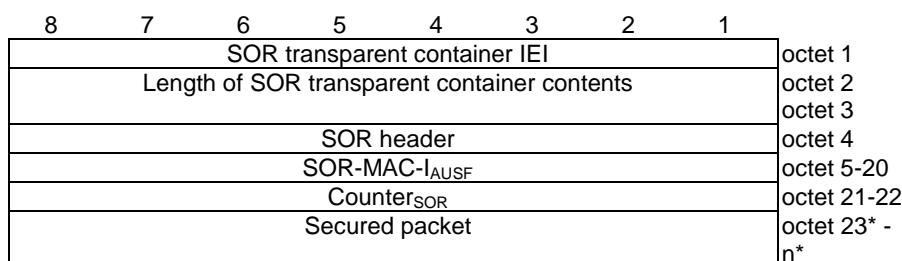 8 7 6 5 4 3 2 1
SOR transparent container IEI octet 1
Length of SOR transparent container contents octet 2
octet 3
SOR header octet 4
SOR-MAC-IAUSF octet 5-20
CounterSOR octet 21-22
Secured packet octet 23* -
n*